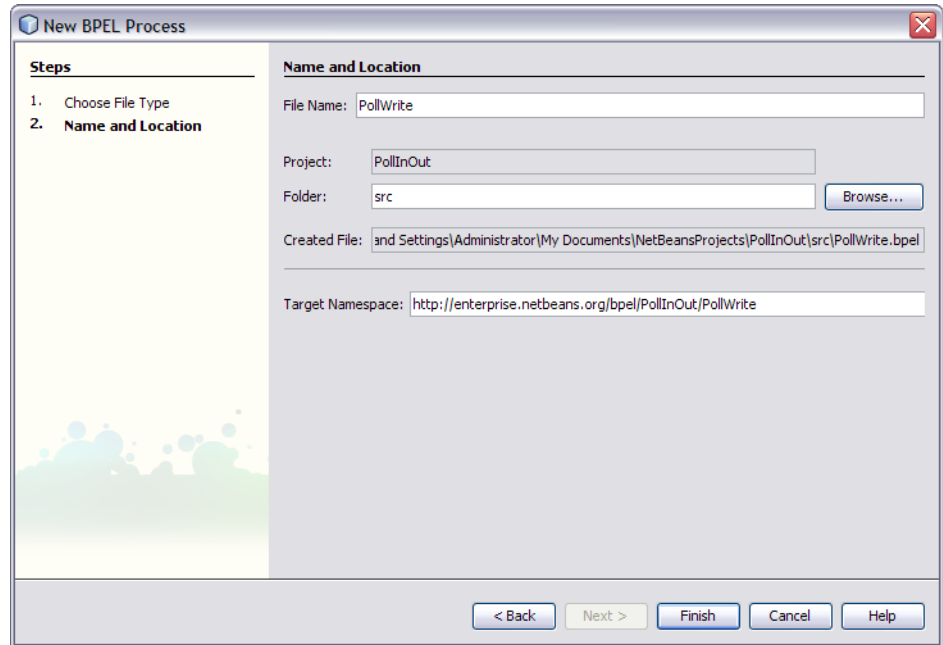 New BPEL Process
Steps
1. Choose File Type
2. Name and Location
Name and Location
File Name: PollWrite
Project: PollInOut
Folder: src Browse...
Created File: and Settings\Administrator\My Documents\NetBeansProjects\PollInOut\src\PollWrite.bpel
Target Namespace: http://enterprise.netbeans.org/bpel/PollInOut/PollWrite
< Back Next > Finish Cancel Help